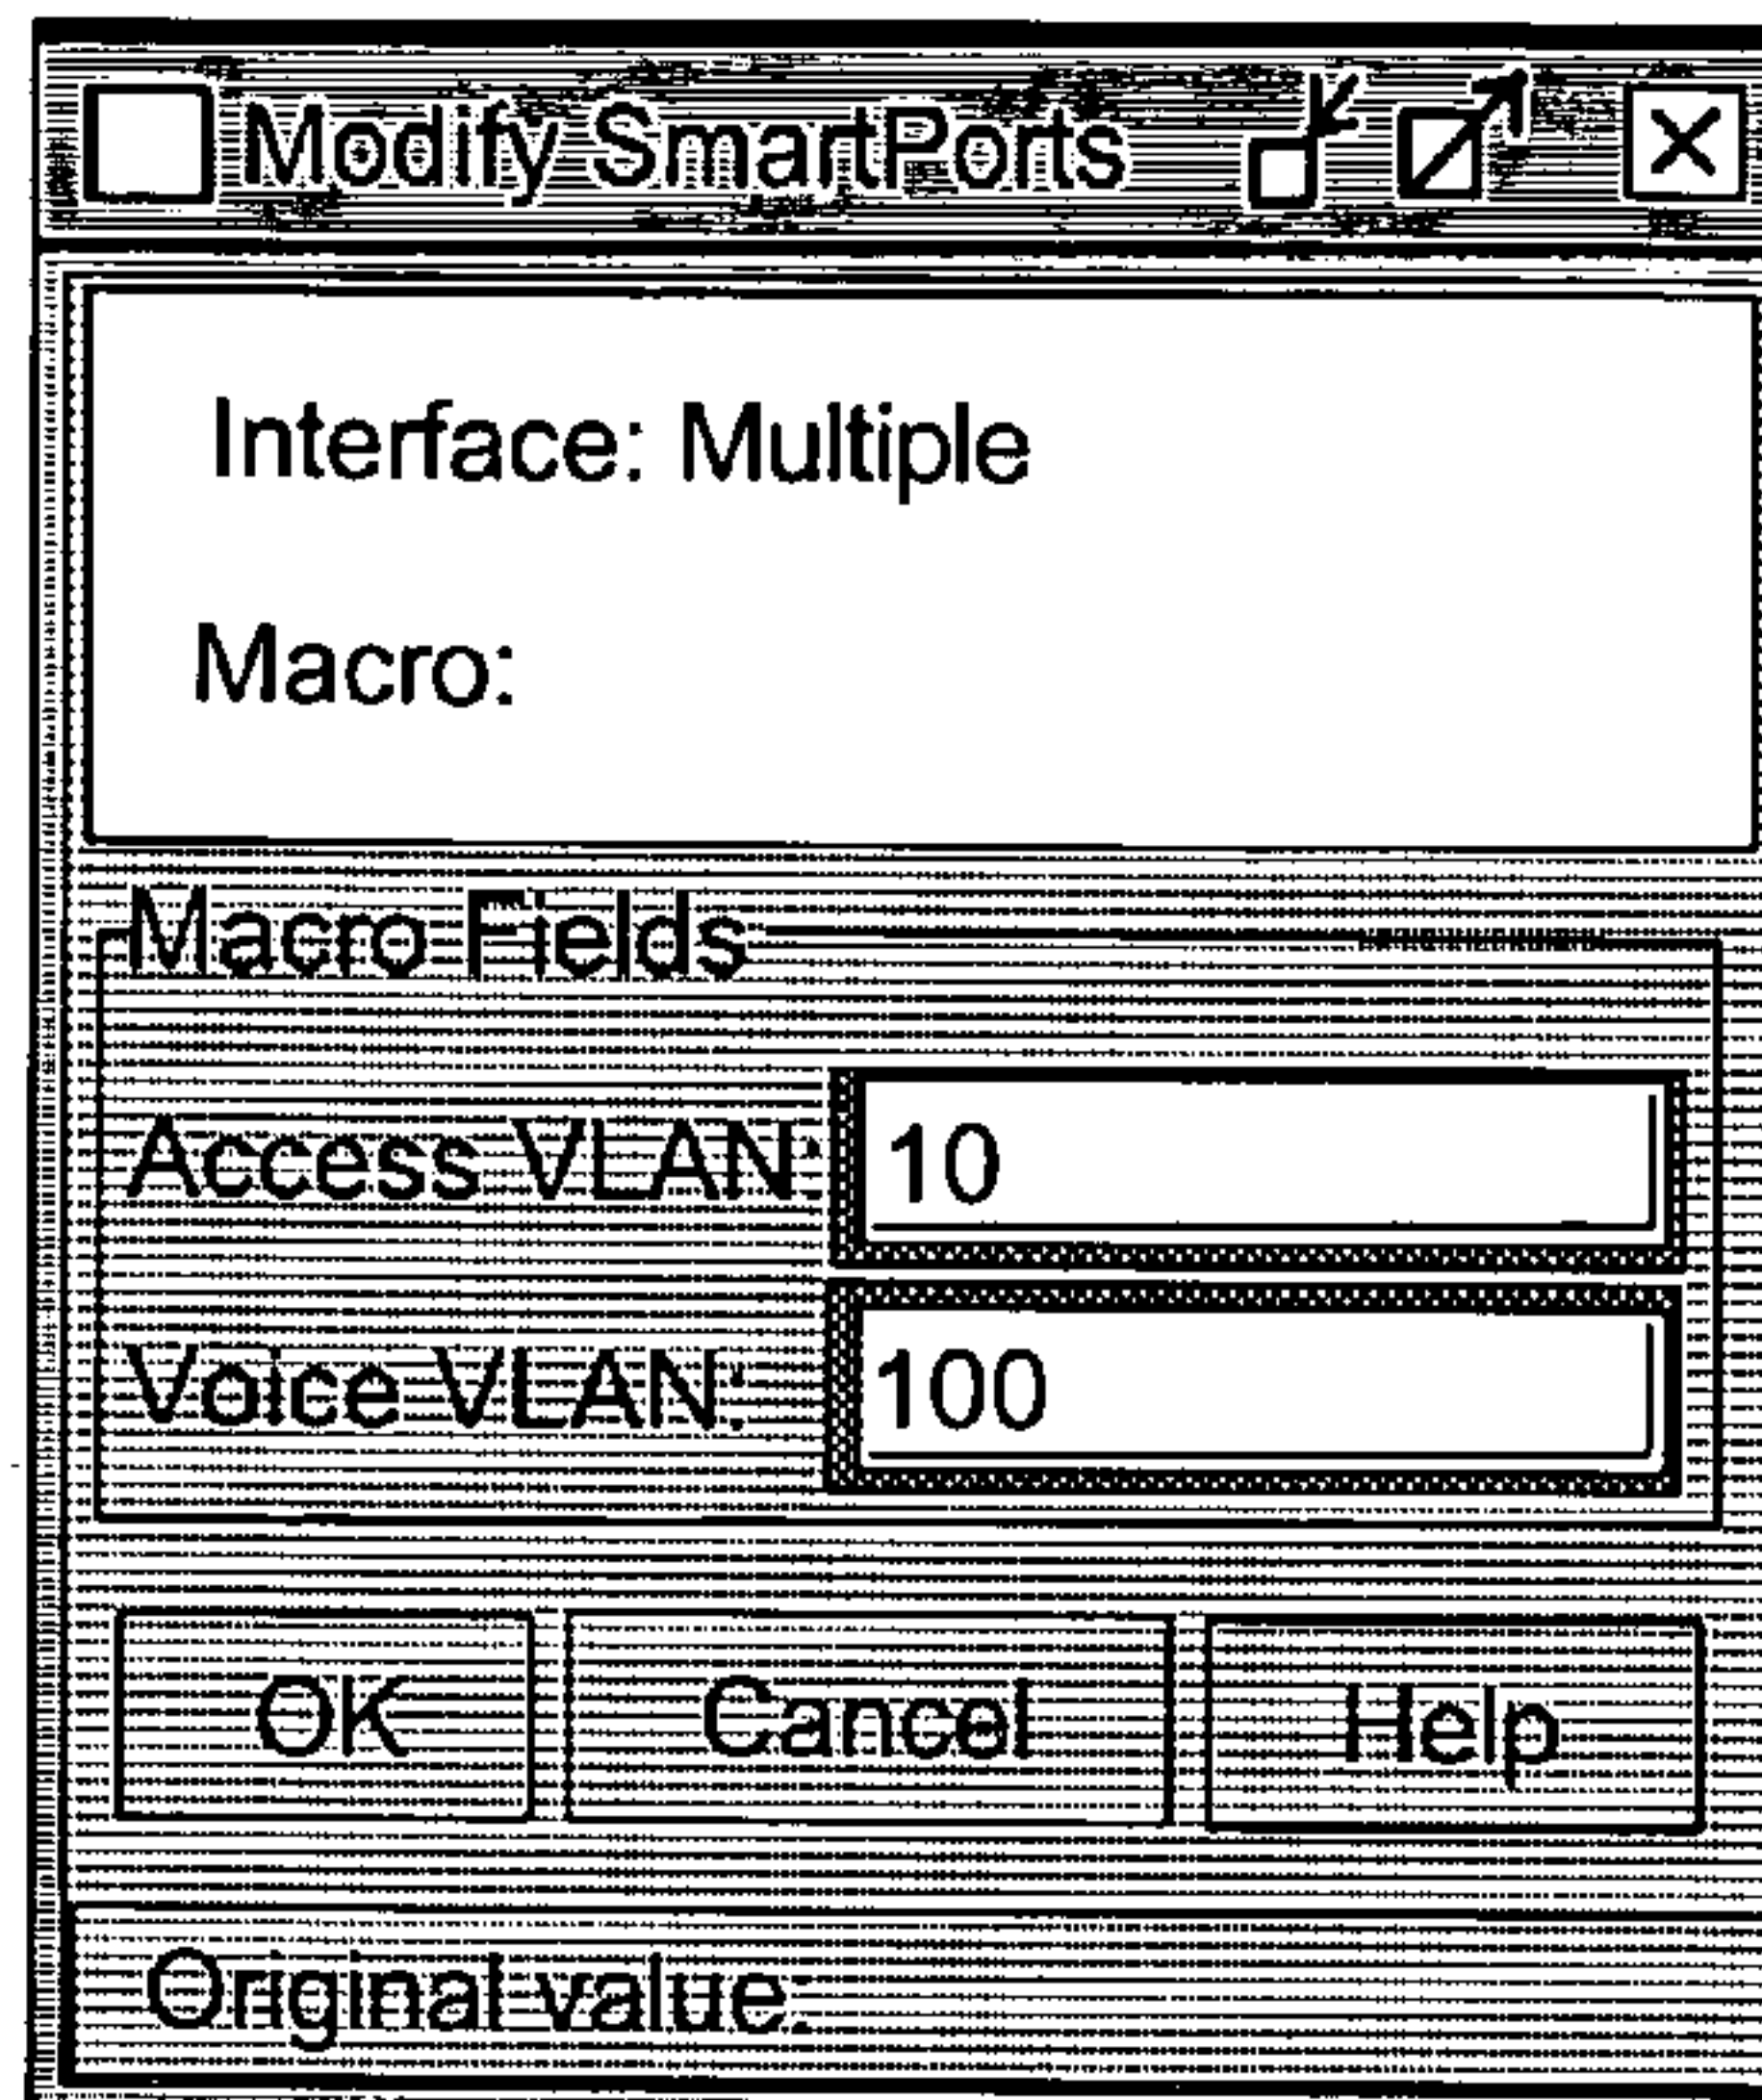 Modify SmartPorts
Interface: Multiple
Macro:
Macro Fields
Access VLAN: 10
Voice VLAN: 100
OK Cancel Help
Original value: